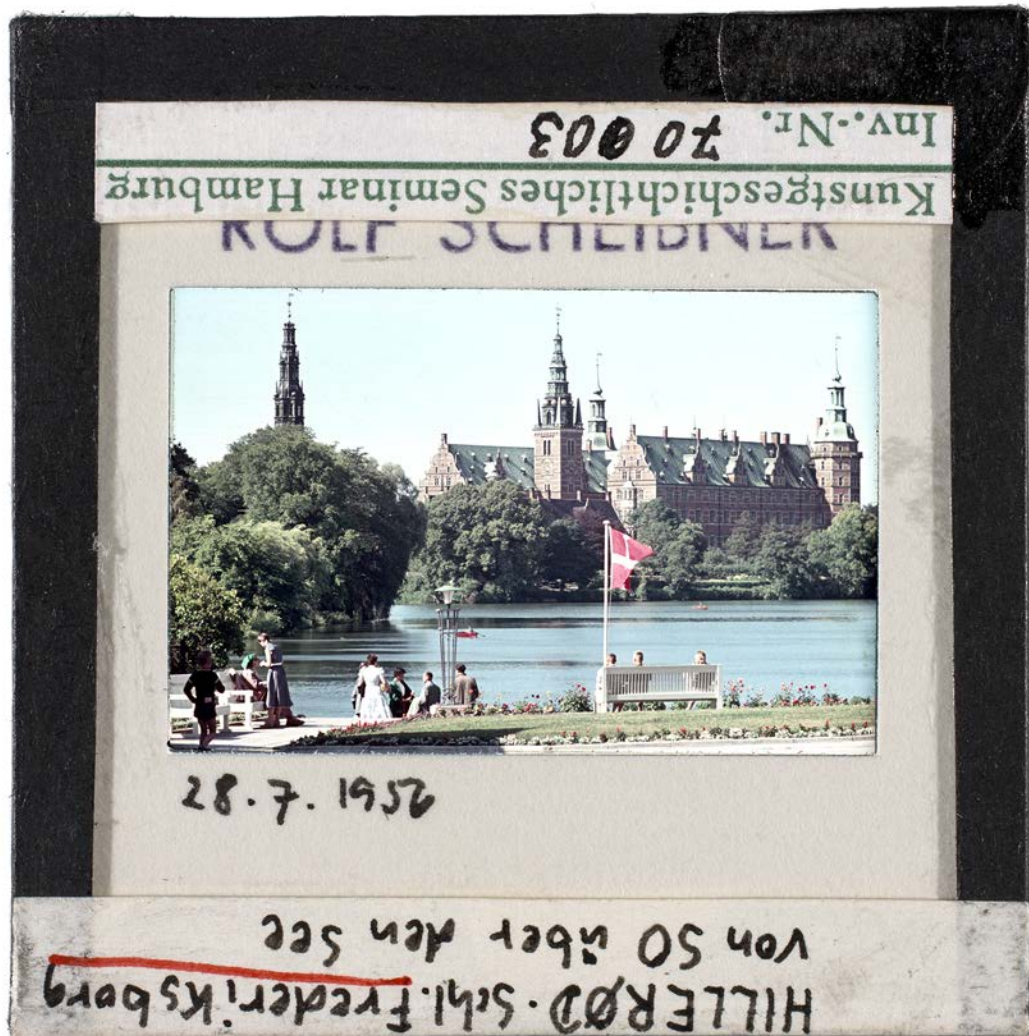 Inv.-Nr. 70 003
Kunstgeschichtliches Seminar Hamburg
ROLF SCHEIBNER
28.7.1956
HILLERØD. Schl. Frederiksborg
von SO über den See